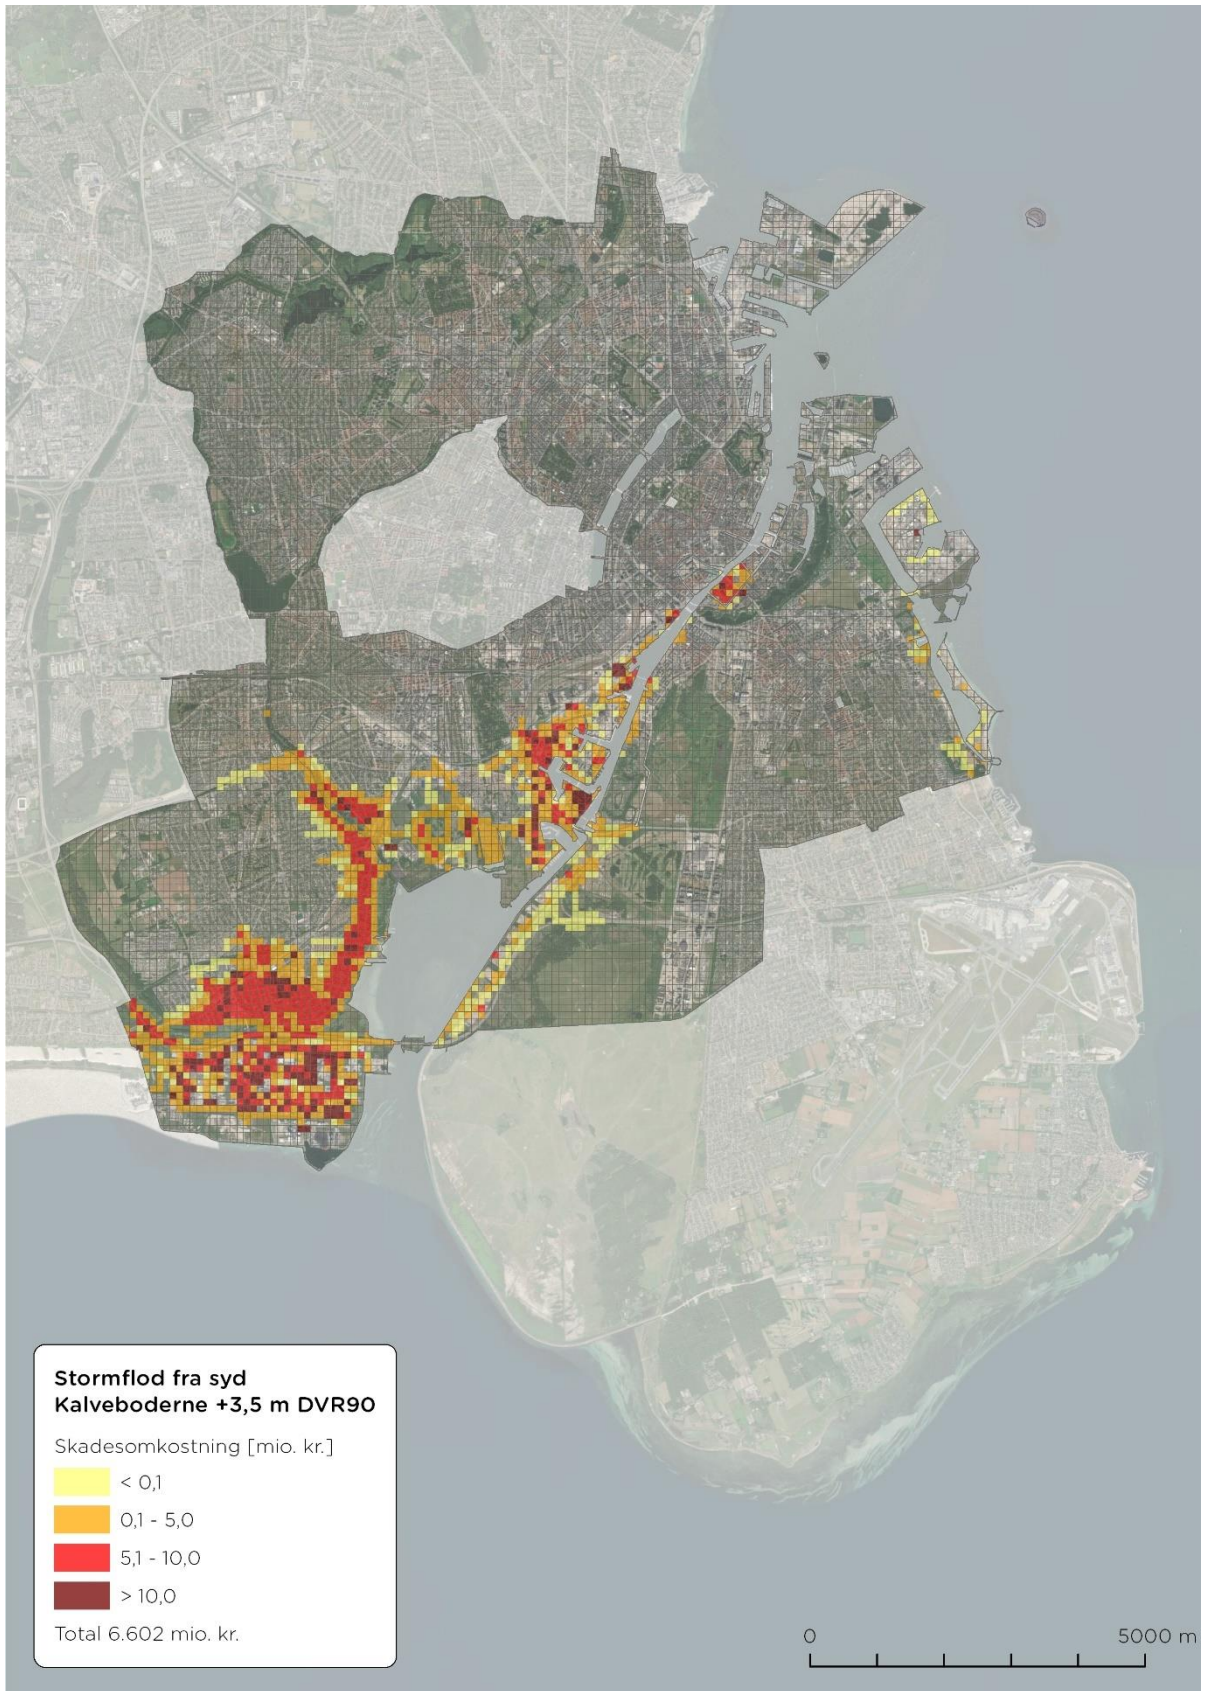 Stormflod fra syd
Kalveboderne +3,5 m DVR90
Skadesomkostning [mio. kr.]
< 0,1
0,1 - 5,0
5,1 - 10,0
> 10,0
Total 6.602 mio. kr.
0 5000 m